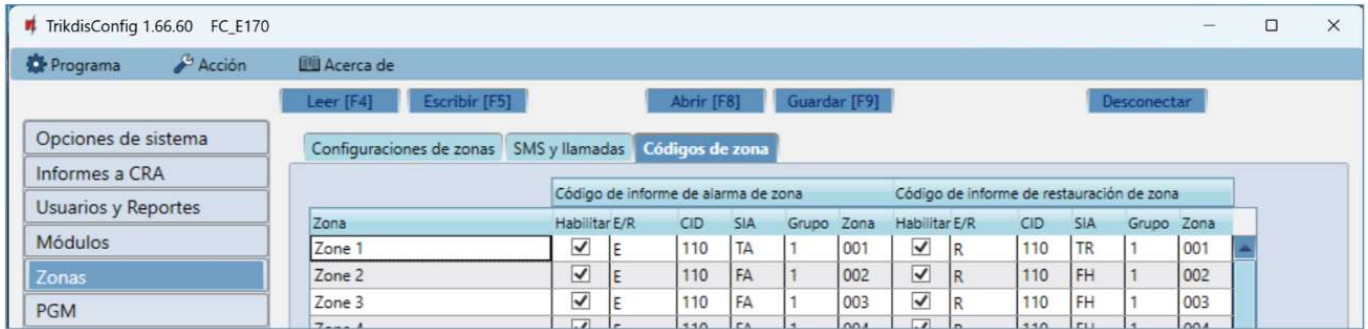 TrikdisConfig 1.66.60 FC_E170
Programa Acción Acerca de
Leer [F4] Escribir [F5] Abrir [F8] Guardar [F9] Desconectar
Opciones de sistema
Informes a CRA
Usuarios y Reportes
Módulos
Zonas
PGM
Configuraciones de zonas SMS y llamadas Códigos de zona
Código de informe de alarma de zona Código de informe de restauración de zona
Zona Habilitar E/R CID SIA Grupo Zona Habilitar E/R CID SIA Grupo Zona
Zone 1 E 110 TA 1 001 R 110 TR 1 001
Zone 2 E 110 FA 1 002 R 110 FH 1 002
Zone 3 E 110 FA 1 003 R 110 FH 1 003